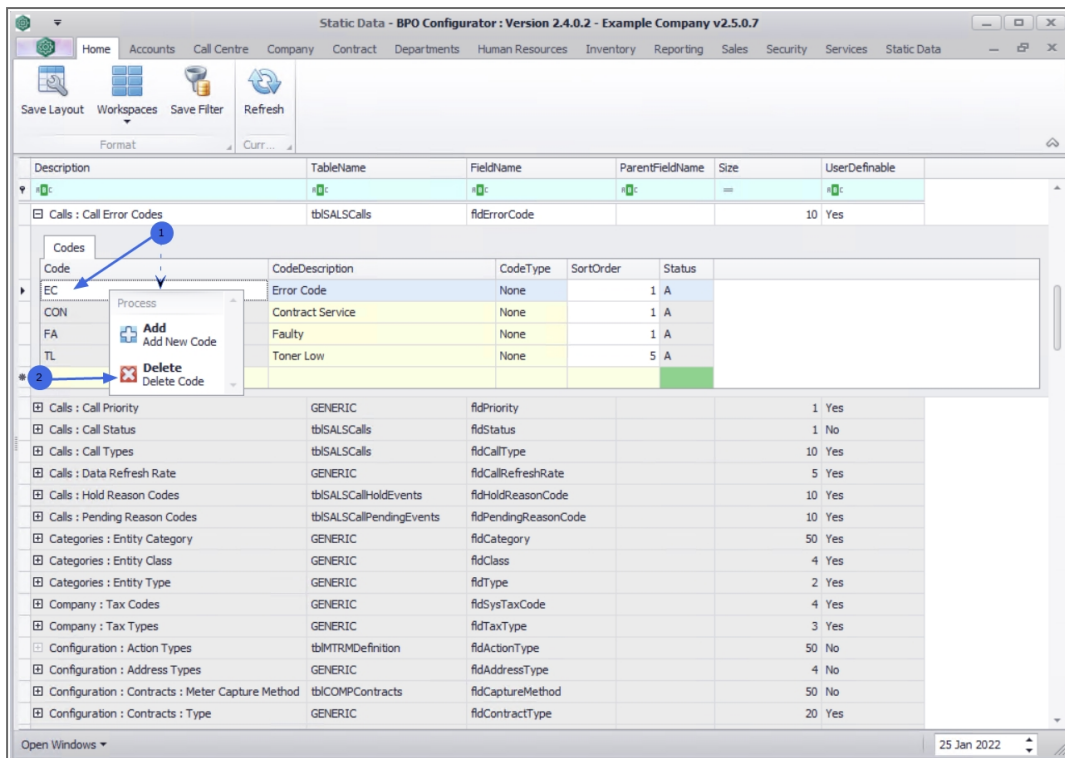 Static Data - BPO Configurator : Version 2.4.0.2 - Example Company v2.5.0.7
Home Accounts Call Centre Company Contract Departments Human Resources Inventory Reporting Sales Security Services Static Data
Save Layout Workspaces Save Filter Refresh
Format Curr...
Description TableName FieldName ParentFieldName Size UserDefinable
Calls : Call Error Codes tblSALSCalls fldErrorCode 10 Yes
1
Codes
Code CodeDescription CodeType SortOrder Status
EC Error Code None 1 A
Process
CON Contract Service None 1 A
Add
Add New Code
FA Faulty None 1 A
TL Toner Low None 5 A
Delete
Delete Code
2
Calls : Call Priority GENERIC fldPriority 1 Yes
Calls : Call Status tblSALSCalls fldStatus 1 No
Calls : Call Types tblSALSCalls fldCallType 10 Yes
Calls : Data Refresh Rate GENERIC fldCallRefreshRate 5 Yes
Calls : Hold Reason Codes tblSALSCallHoldEvents fldHoldReasonCode 10 Yes
Calls : Pending Reason Codes tblSALSCallPendingEvents fldPendingReasonCode 10 Yes
Categories : Entity Category GENERIC fldCategory 50 Yes
Categories : Entity Class GENERIC fldClass 4 Yes
Categories : Entity Type GENERIC fldType 2 Yes
Company : Tax Codes GENERIC fldSysTaxCode 4 Yes
Company : Tax Types GENERIC fldTaxType 3 Yes
Configuration : Action Types tblMTRMDefinition fldActionType 50 No
Configuration : Address Types GENERIC fldAddressType 4 No
Configuration : Contracts : Meter Capture Method tblCOMPContracts fldCaptureMethod 50 No
Configuration : Contracts : Type GENERIC fldContractType 20 Yes
Open Windows 25 Jan 2022